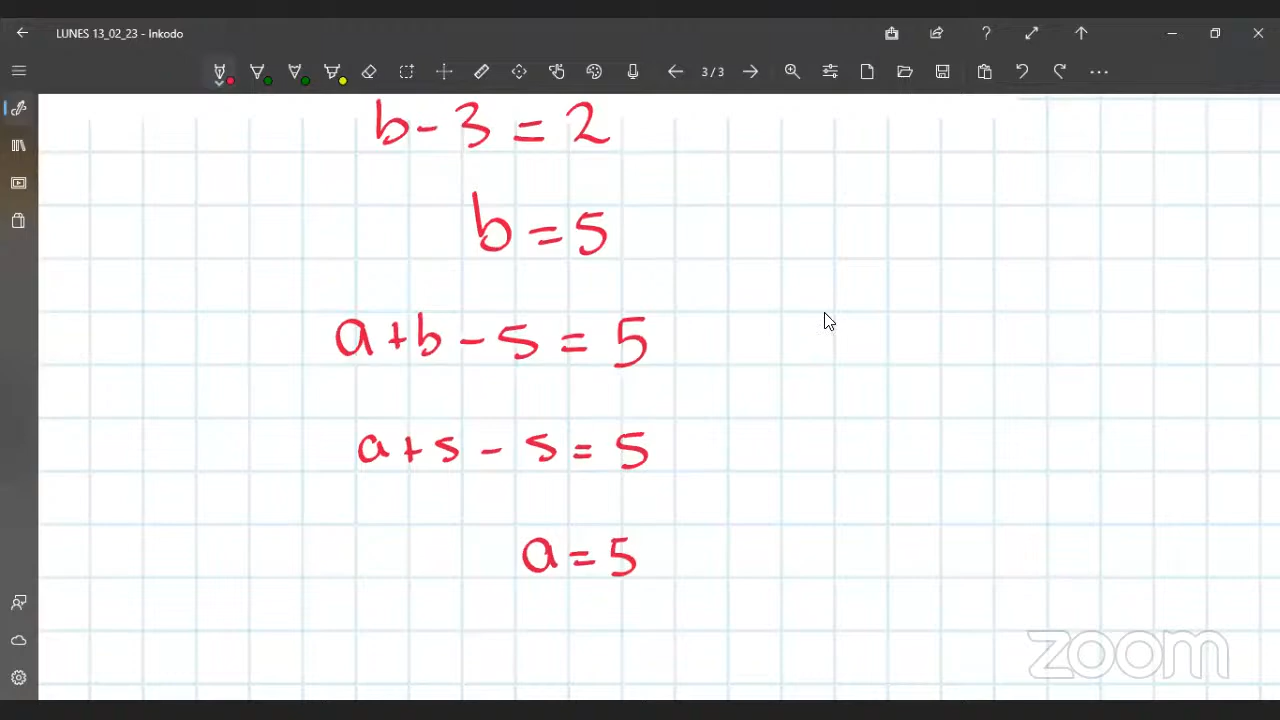 LUNES 13_02_23 - Inkodo
3 / 3
b - 3 = 2
b = 5
a + b - 5 = 5
a + 5 - 5 = 5
a = 5
zoom